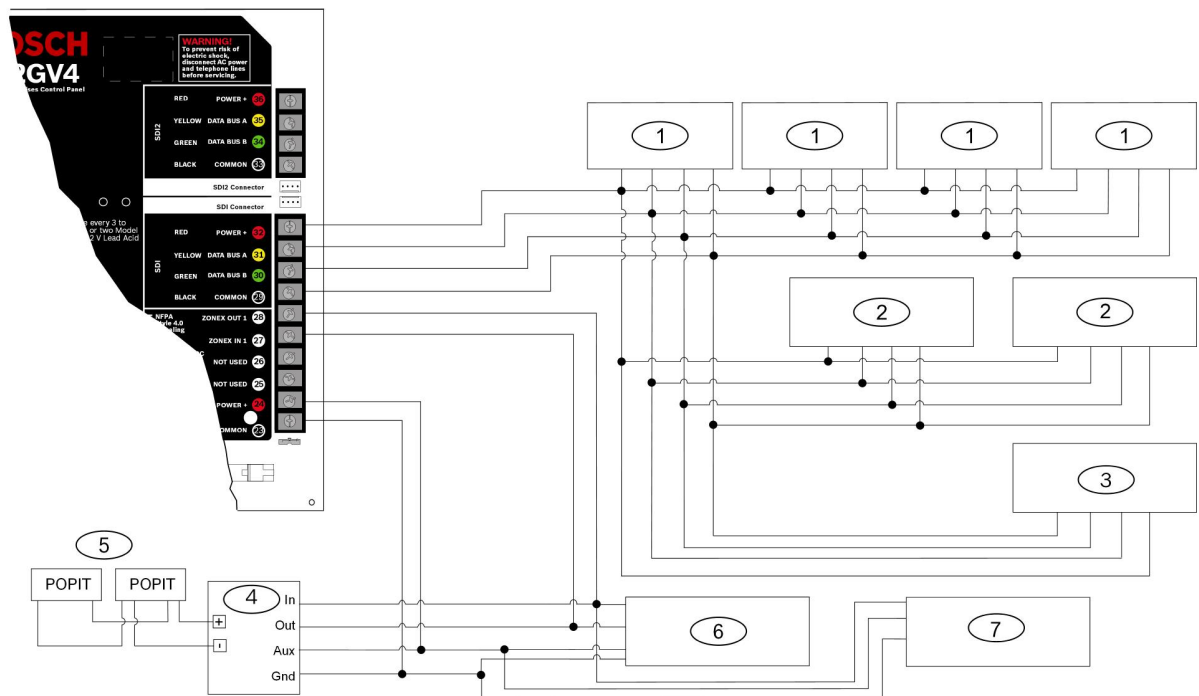 OSCH
2GV4
ises Control Panel
WARNING!
To prevent risk of
electric shock,
disconnect AC power
and telephone lines
before servicing.
SDI2
RED POWER + 36
YELLOW DATA BUS A 35
GREEN DATA BUS B 34
BLACK COMMON 33
SDI2 Connector
SDI Connector
every 3 to
or two Model
2 V Lead Acid
SDI
RED POWER + 32
YELLOW DATA BUS A 31
GREEN DATA BUS B 30
BLACK COMMON 29
NFPA
tyle 4.0
naling
ZONEX OUT 1 28
ZONEX IN 1 27
NOT USED 26
NOT USED 25
POWER + 24
OMMON 23
1
1
1
1
2
2
3
5
POPIT
POPIT
4
+
-
In
Out
Aux
Gnd
6
7